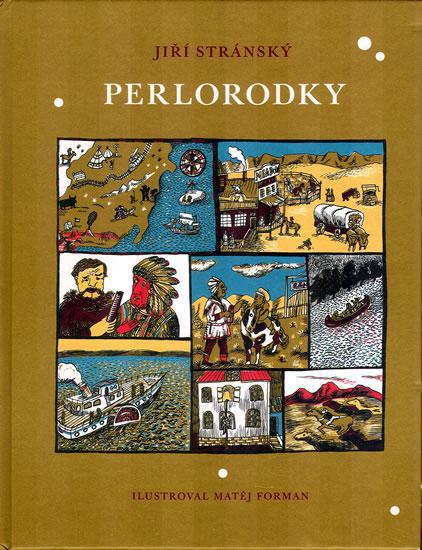 JIŘÍ STRÁNSKÝ
PERLORODKY
ILUSTROVAL MATĚJ FORMAN